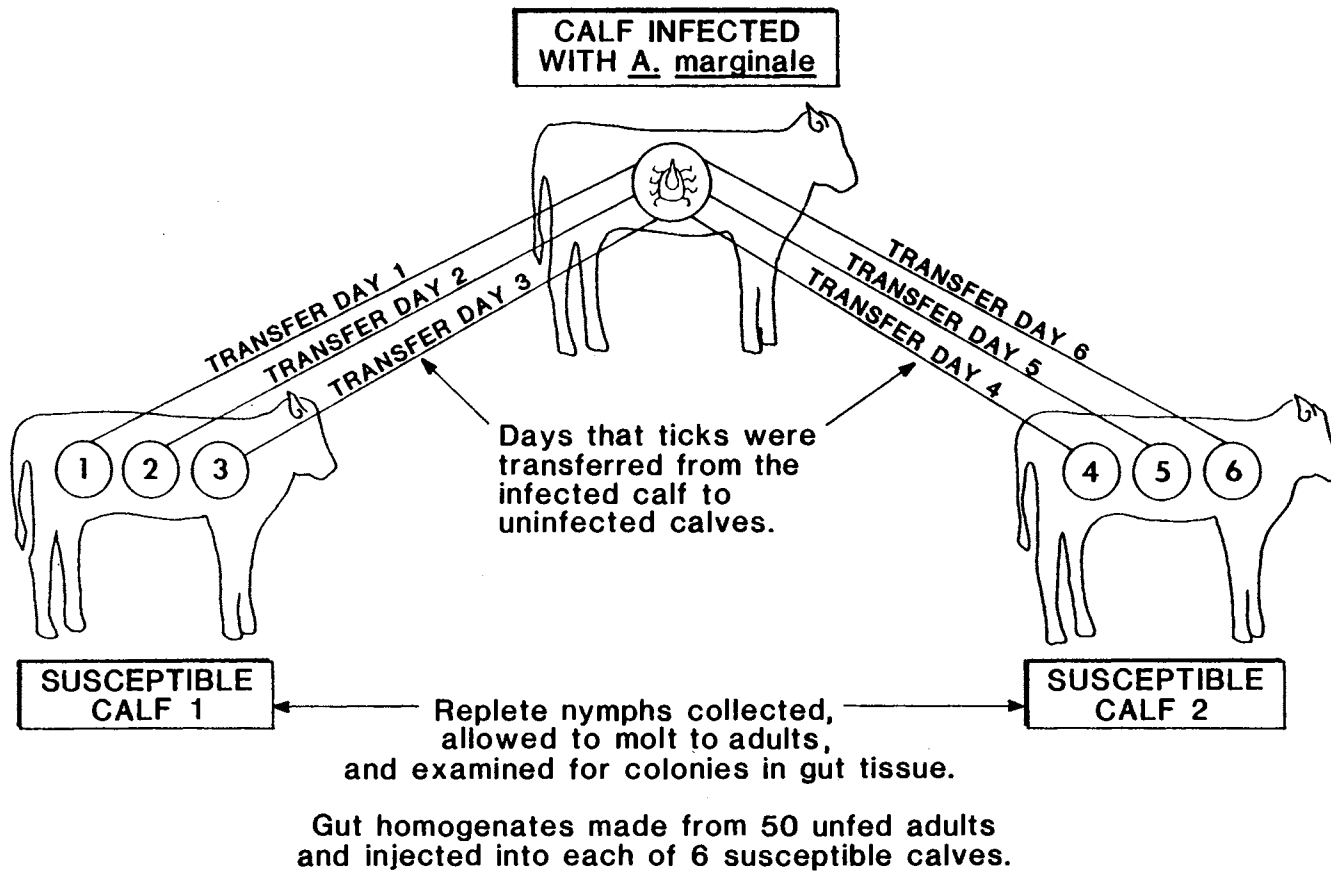 CALF INFECTED
WITH A. marginale
TRANSFER DAY 1
TRANSFER DAY 2
TRANSFER DAY 3
TRANSFER DAY 6
TRANSFER DAY 5
TRANSFER DAY 4
Days that ticks were
transferred from the
infected calf to
uninfected calves.
1
2
3
4
5
6
SUSCEPTIBLE
CALF 1
SUSCEPTIBLE
CALF 2
Replete nymphs collected,
allowed to molt to adults,
and examined for colonies in gut tissue.
Gut homogenates made from 50 unfed adults
and injected into each of 6 susceptible calves.